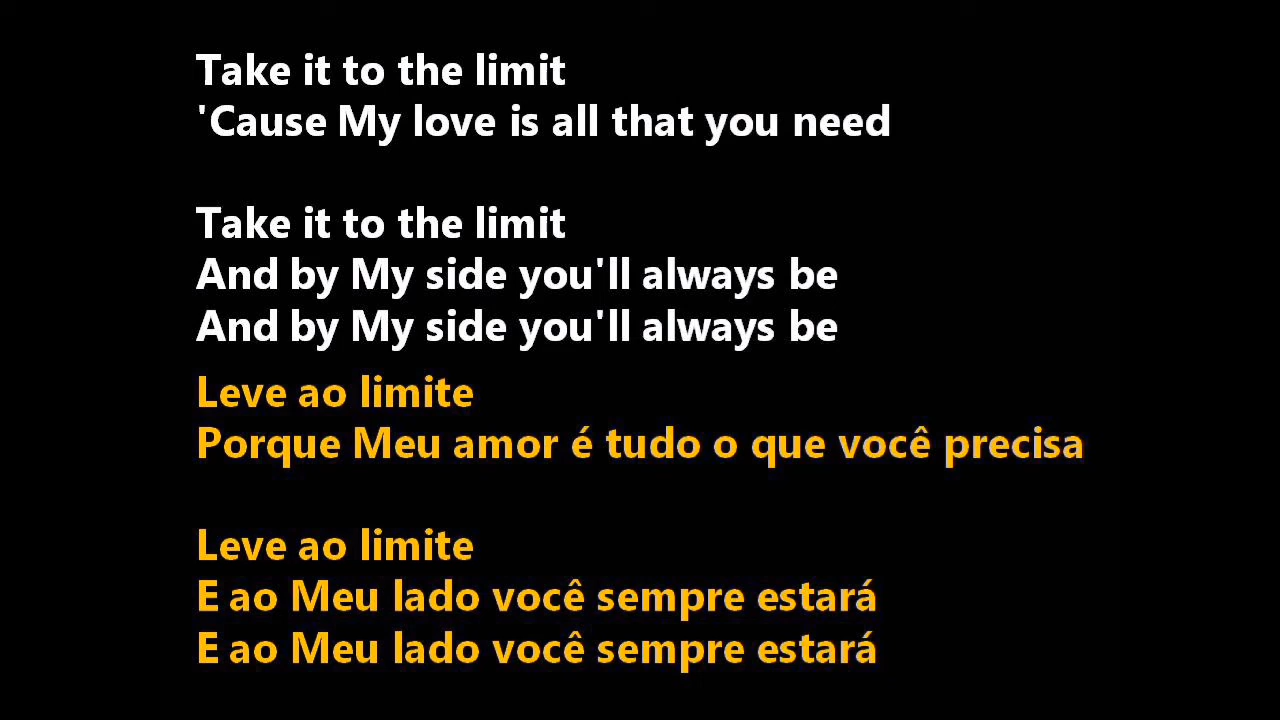 Take it to the limit
'Cause My love is all that you need
Take it to the limit
And by My side you'll always be
And by My side you'll always be
Leve ao limite
Porque Meu amor é tudo o que você precisa
Leve ao limite
E ao Meu lado você sempre estará
E ao Meu lado você sempre estará